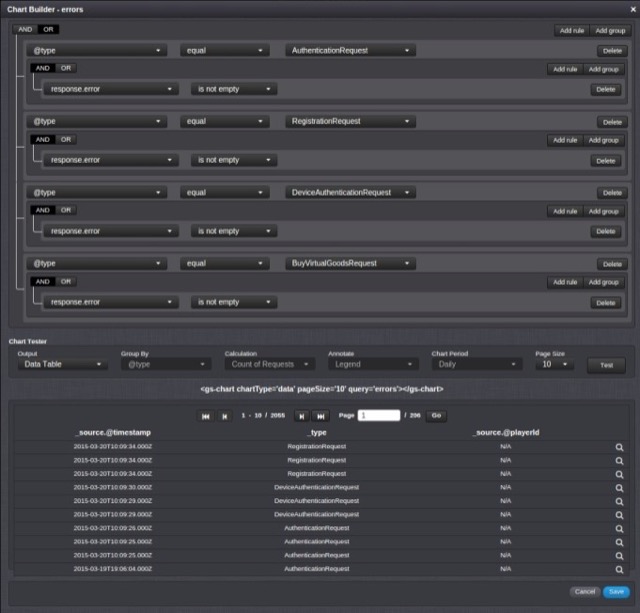 Chart Builder - errors ×
AND OR Add rule Add group
@type equal AuthenticationRequest Delete
AND OR Add rule Add group
response.error is not empty Delete
@type equal RegistrationRequest Delete
AND OR Add rule Add group
response.error is not empty Delete
@type equal DeviceAuthenticationRequest Delete
AND OR Add rule Add group
response.error is not empty Delete
@type equal BuyVirtualGoodsRequest Delete
AND OR Add rule Add group
response.error is not empty Delete
Chart Tester
Output Group By Calculation Annotate Chart Period Page Size
Data Table @type Count of Requests Legend Daily 10 Test
<gs-chart chartType='data' pageSize='10' query='errors'></gs-chart>
1 - 10 / 2055 Page 1 / 206 Go
_source.@timestamp _type _source.@playerId
2015-03-20T10:09:34.000Z RegistrationRequest N/A
2015-03-20T10:09:34.000Z RegistrationRequest N/A
2015-03-20T10:09:34.000Z RegistrationRequest N/A
2015-03-20T10:09:30.000Z DeviceAuthenticationRequest N/A
2015-03-20T10:09:29.000Z DeviceAuthenticationRequest N/A
2015-03-20T10:09:29.000Z DeviceAuthenticationRequest N/A
2015-03-20T10:09:26.000Z AuthenticationRequest N/A
2015-03-20T10:09:25.000Z AuthenticationRequest N/A
2015-03-20T10:09:25.000Z AuthenticationRequest N/A
2015-03-19T19:06:04.000Z AuthenticationRequest N/A
Cancel Save